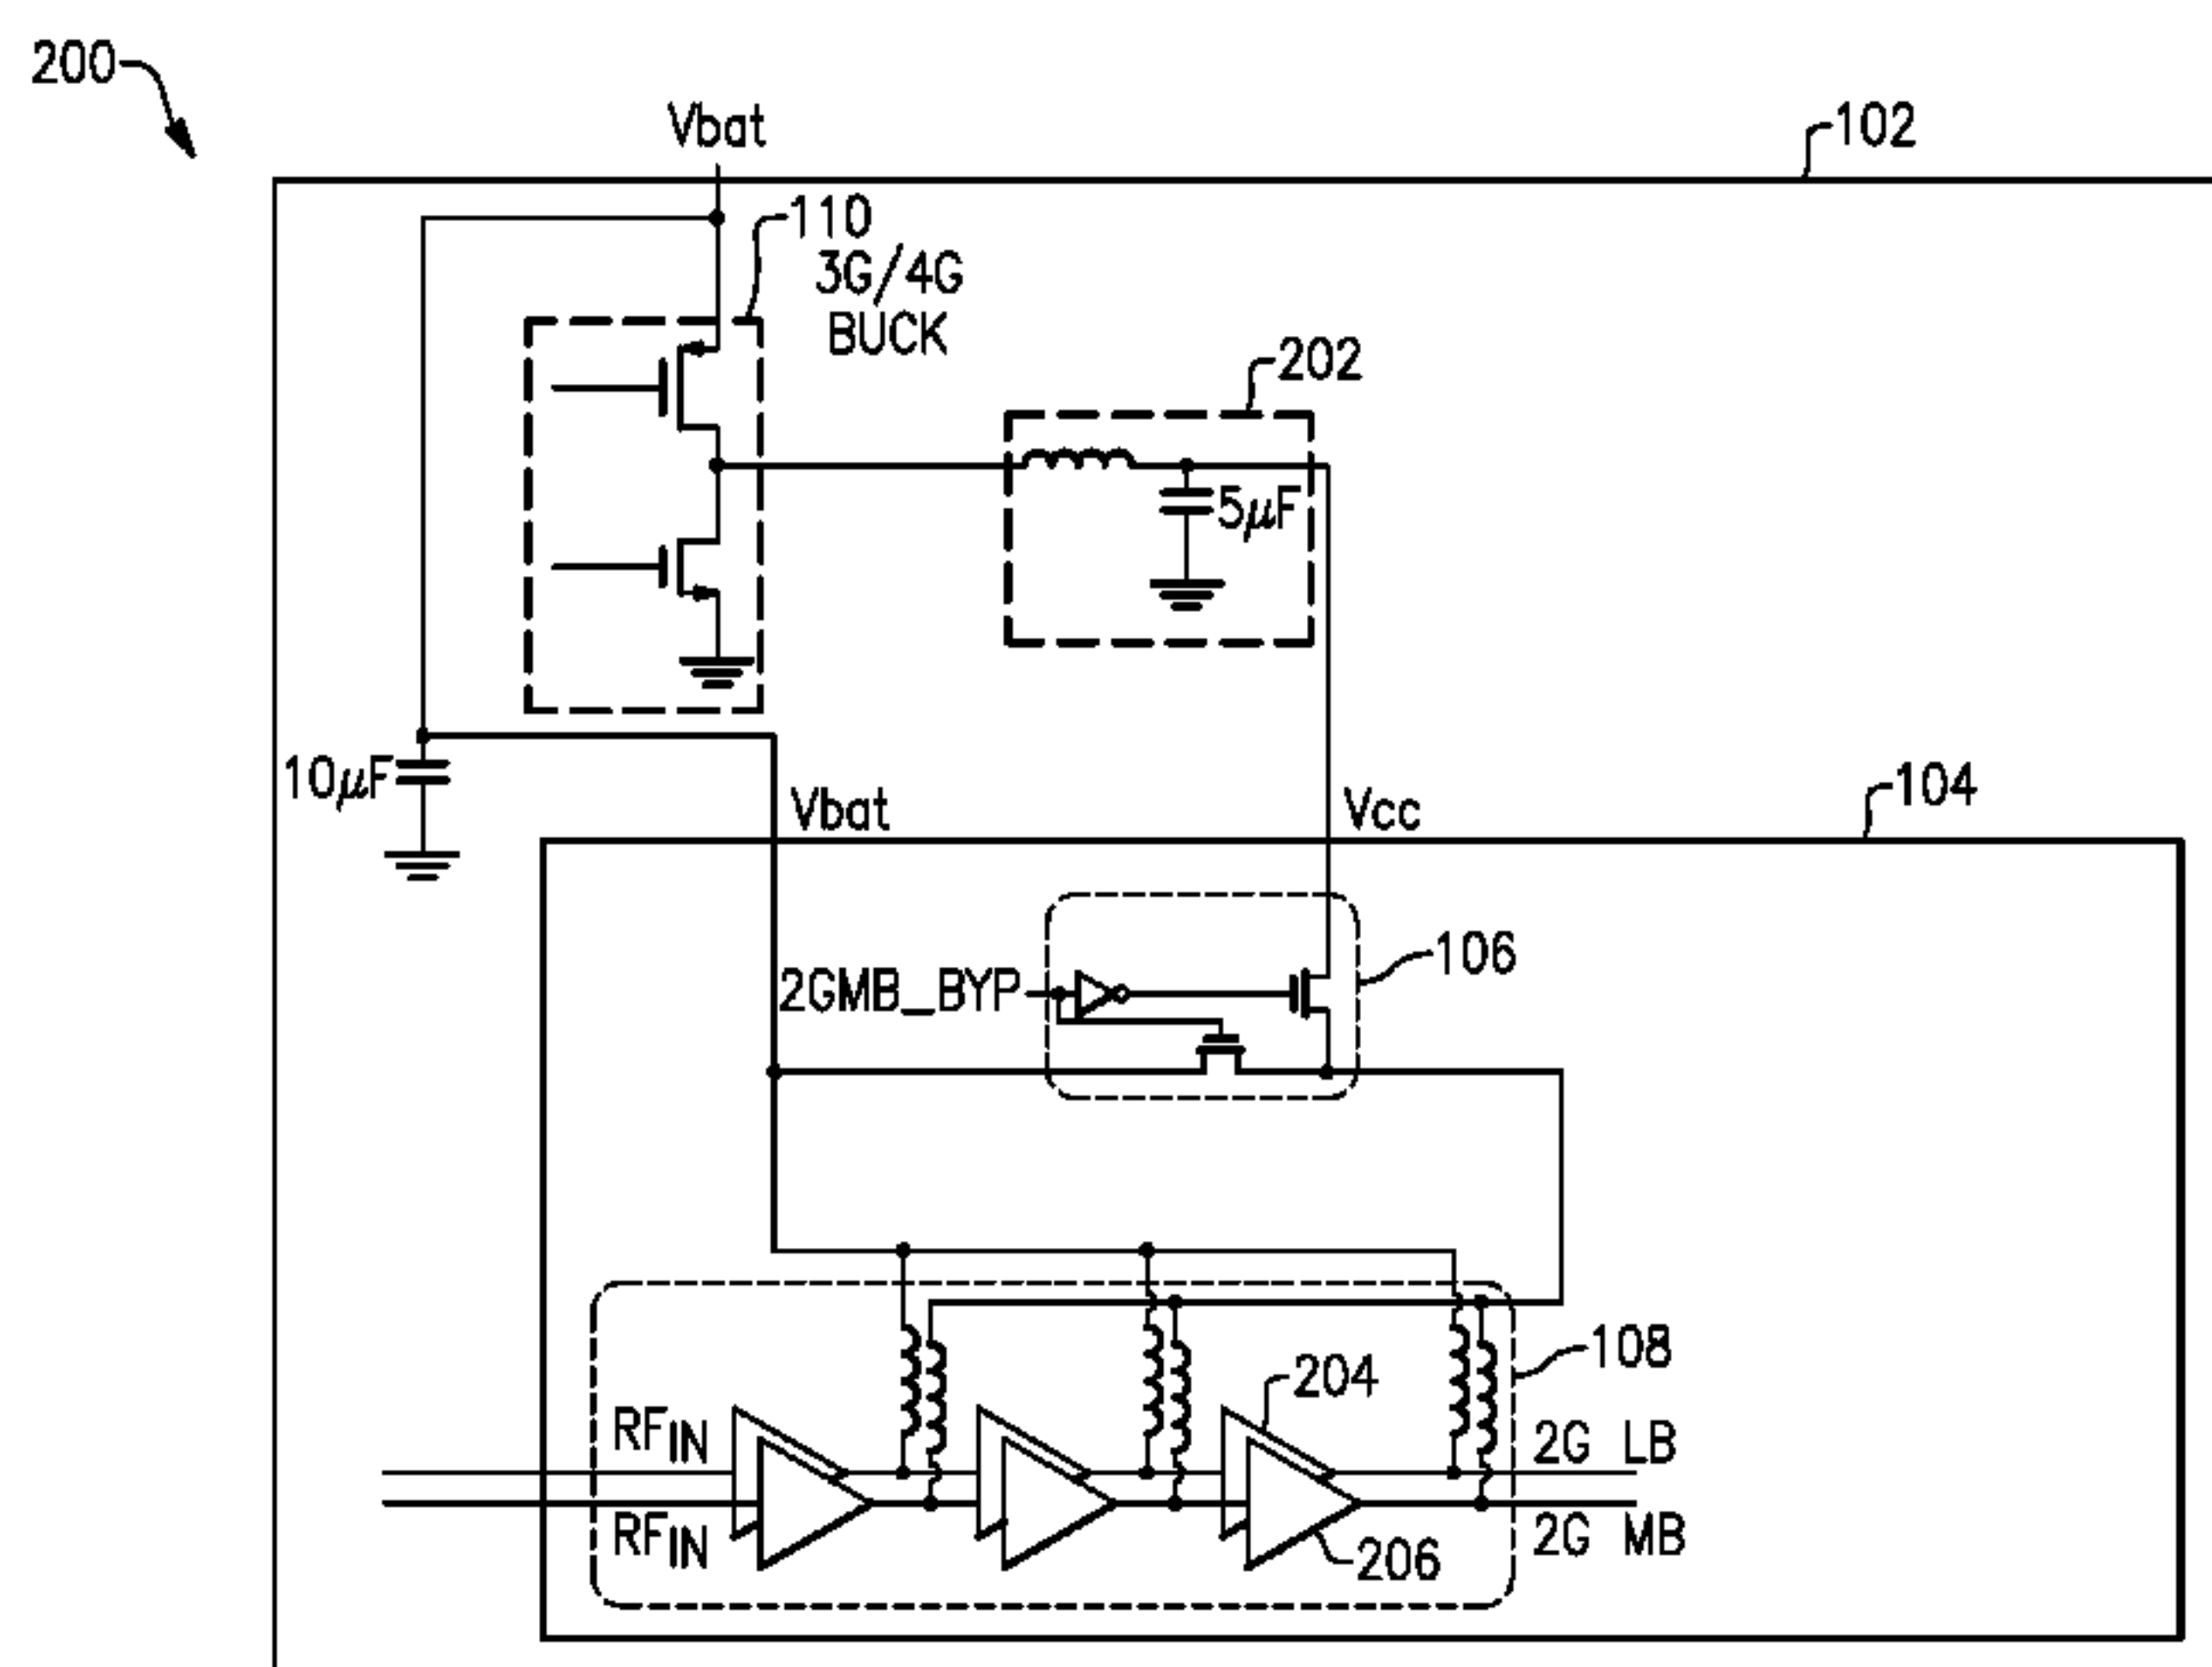 200
Vbat
102
110
3G/4G
BUCK
202
5μF
10μF
Vbat
Vcc
104
2GMB_BYP
106
108
204
RFIN
2G LB
RFIN
2G MB
206